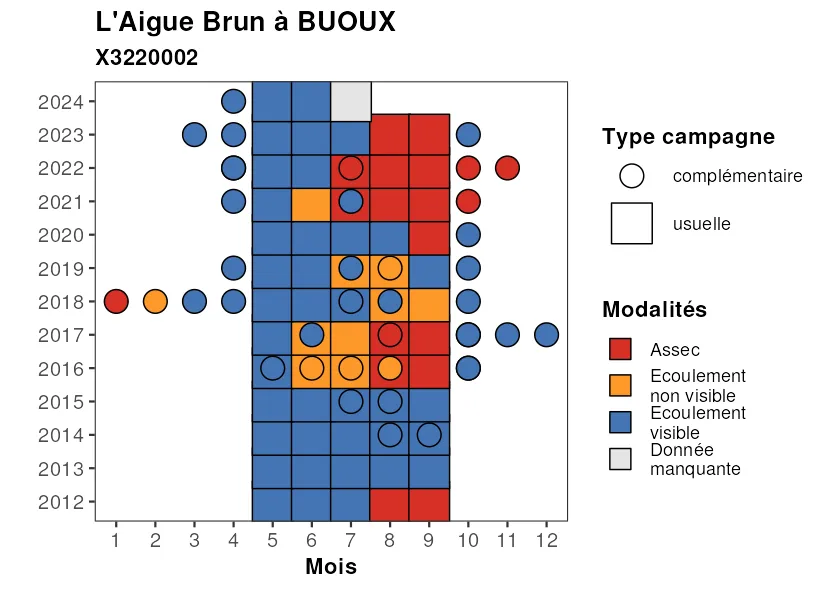 L'Aigue Brun à BUOUX
X3220002
2024
2023
2022
2021
2020
2019
2018
2017
2016
2015
2014
2013
2012
1 2 3 4 5 6 7 8 9 10 11 12
Mois
Type campagne
complémentaire
usuelle
Modalités
Assec
Ecoulement
non visible
Ecoulement
visible
Donnée
manquante